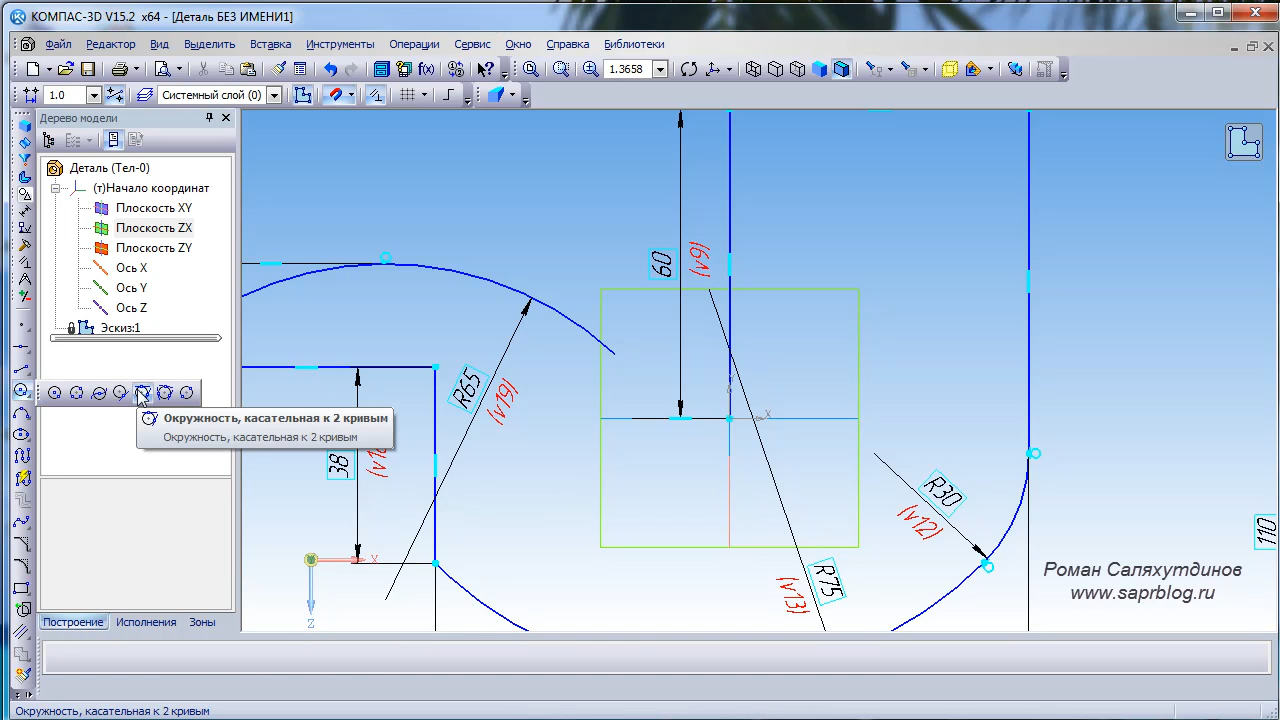 КОМПАС-3D V15.2 x64 - [Деталь БЕЗ ИМЕНИ1]
Файл Редактор Вид Выделить Вставка Инструменты Операции Сервис Окно Справка Библиотеки
f(x) 1.3658
1.0 Системный слой (0)
Дерево модели
Деталь (Тел-0)
(т)Начало координат
Плоскость XY
Плоскость ZX
Плоскость ZY
Ось X
Ось Y
Ось Z
Эскиз:1
Окружность, касательная к 2 кривым
Окружность, касательная к 2 кривым
60
(v6)
R65
(v19)
38
X
R30
(v12)
R75
(v13)
110
X
Z
Роман Саляхутдинов
www.saprblog.ru
Построение Исполнения Зоны
Окружность, касательная к 2 кривым